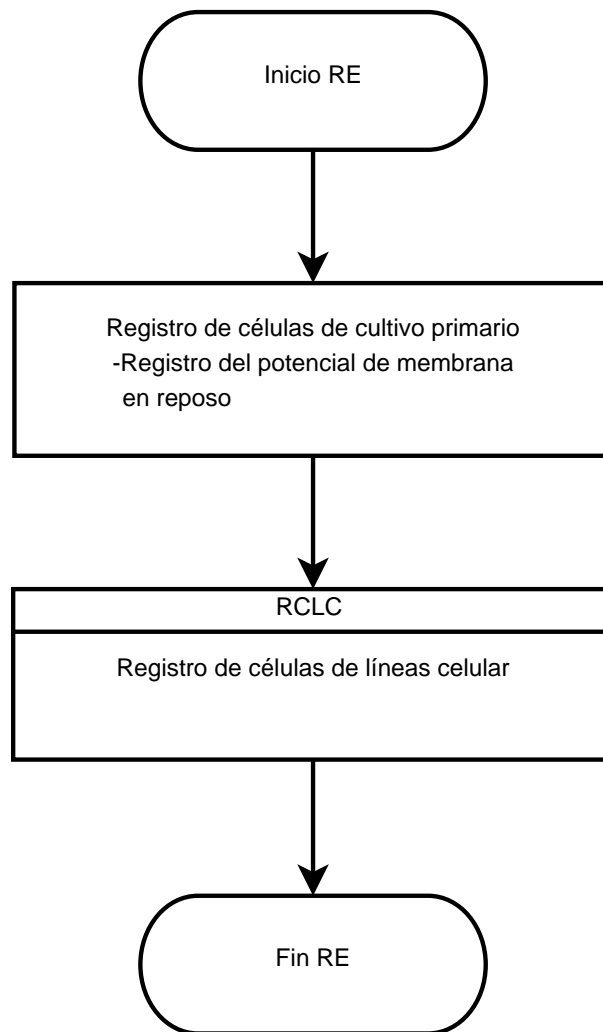 Inicio RE
Registro de células de cultivo primario
-Registro del potencial de membrana
en reposo
RCLC
Registro de células de líneas celular
Fin RE